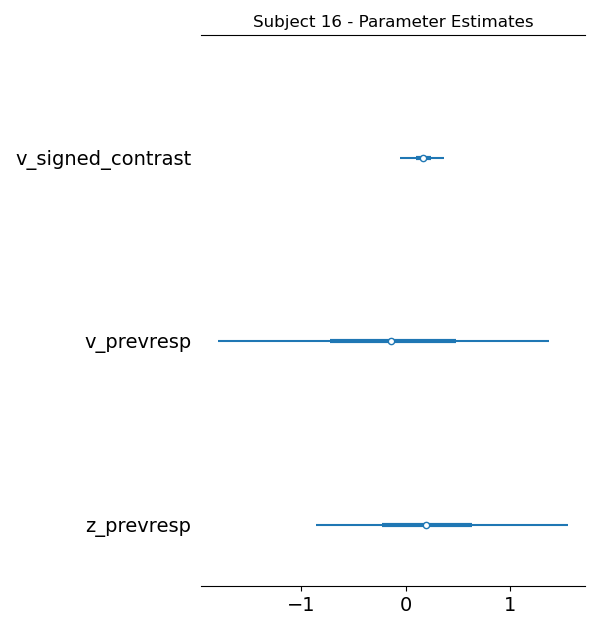 Subject 16 - Parameter Estimates
v_signed_contrast
v_prevresp
z_prevresp
−1 0 1